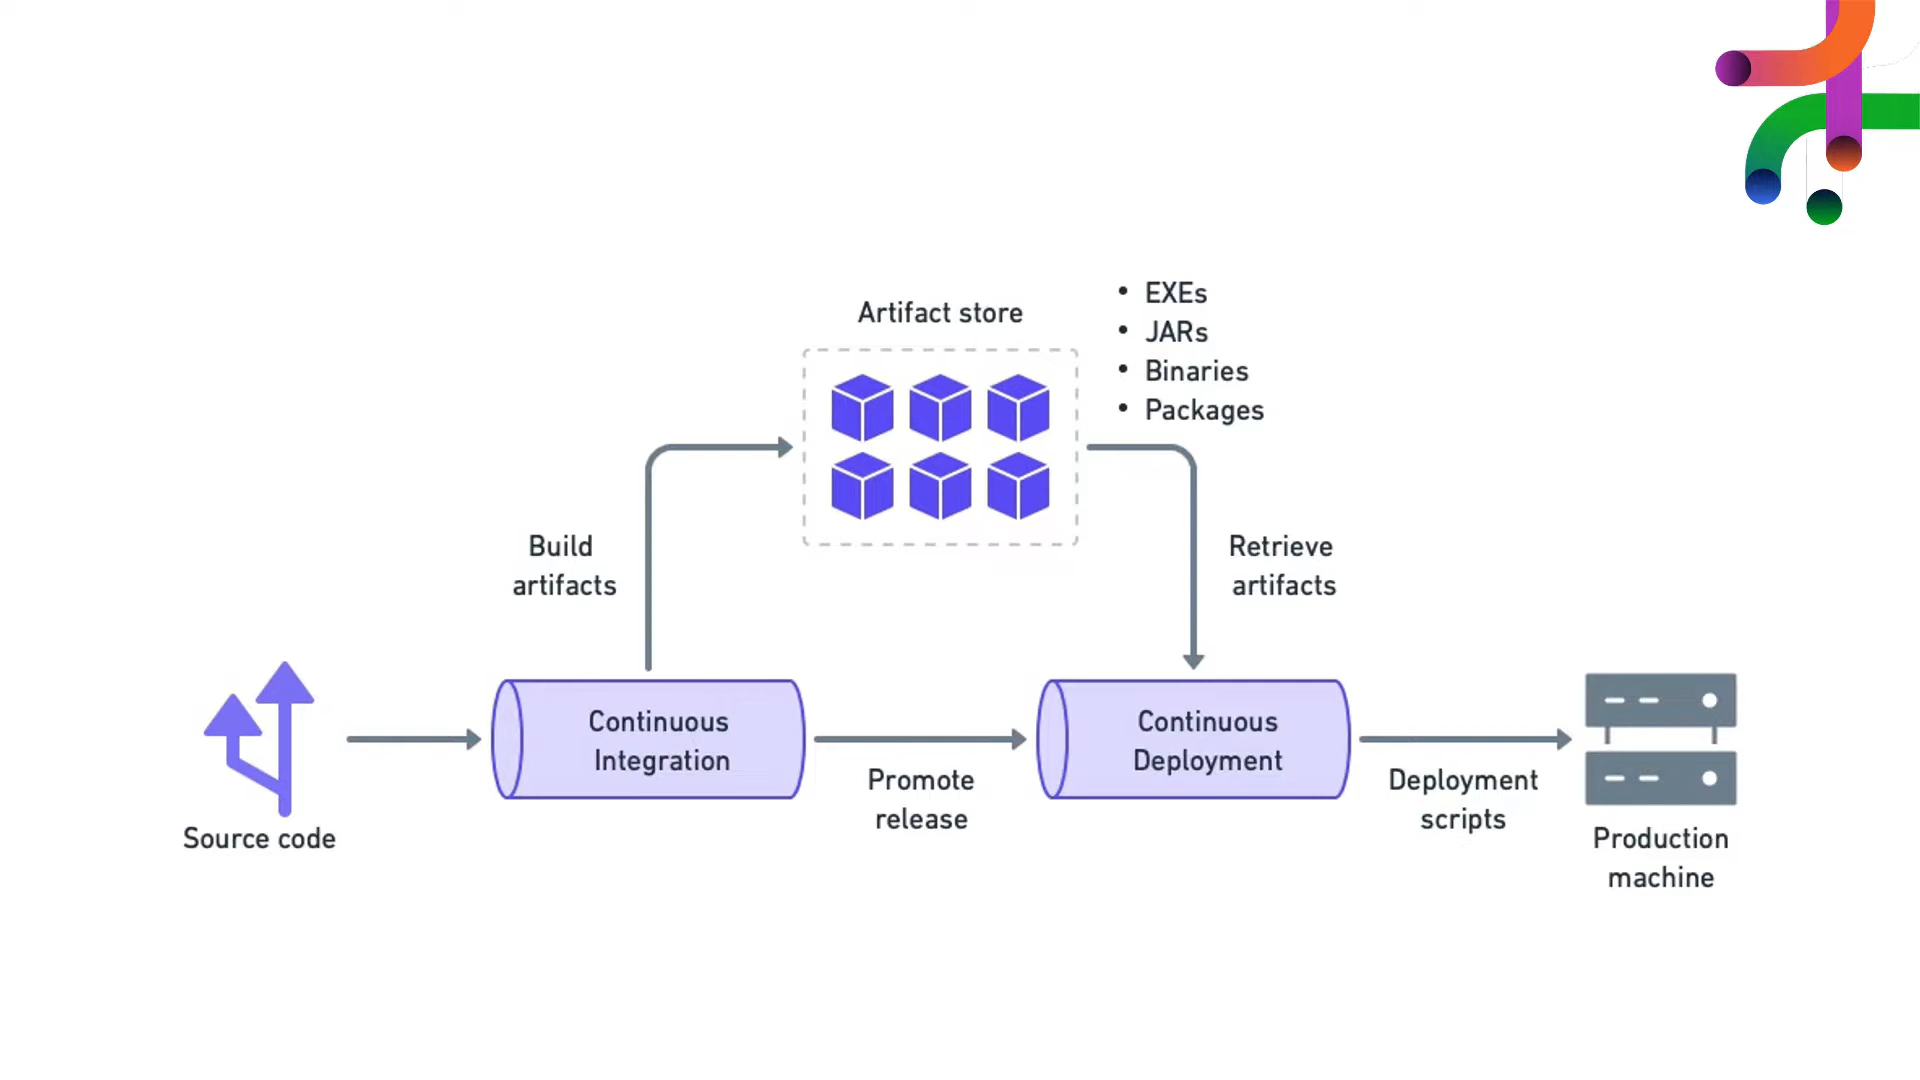 Artifact store
• EXEs
• JARs
• Binaries
• Packages
Build
artifacts
Retrieve
artifacts
Source code
Continuous
Integration
Promote
release
Continuous
Deployment
Deployment
scripts
Production
machine